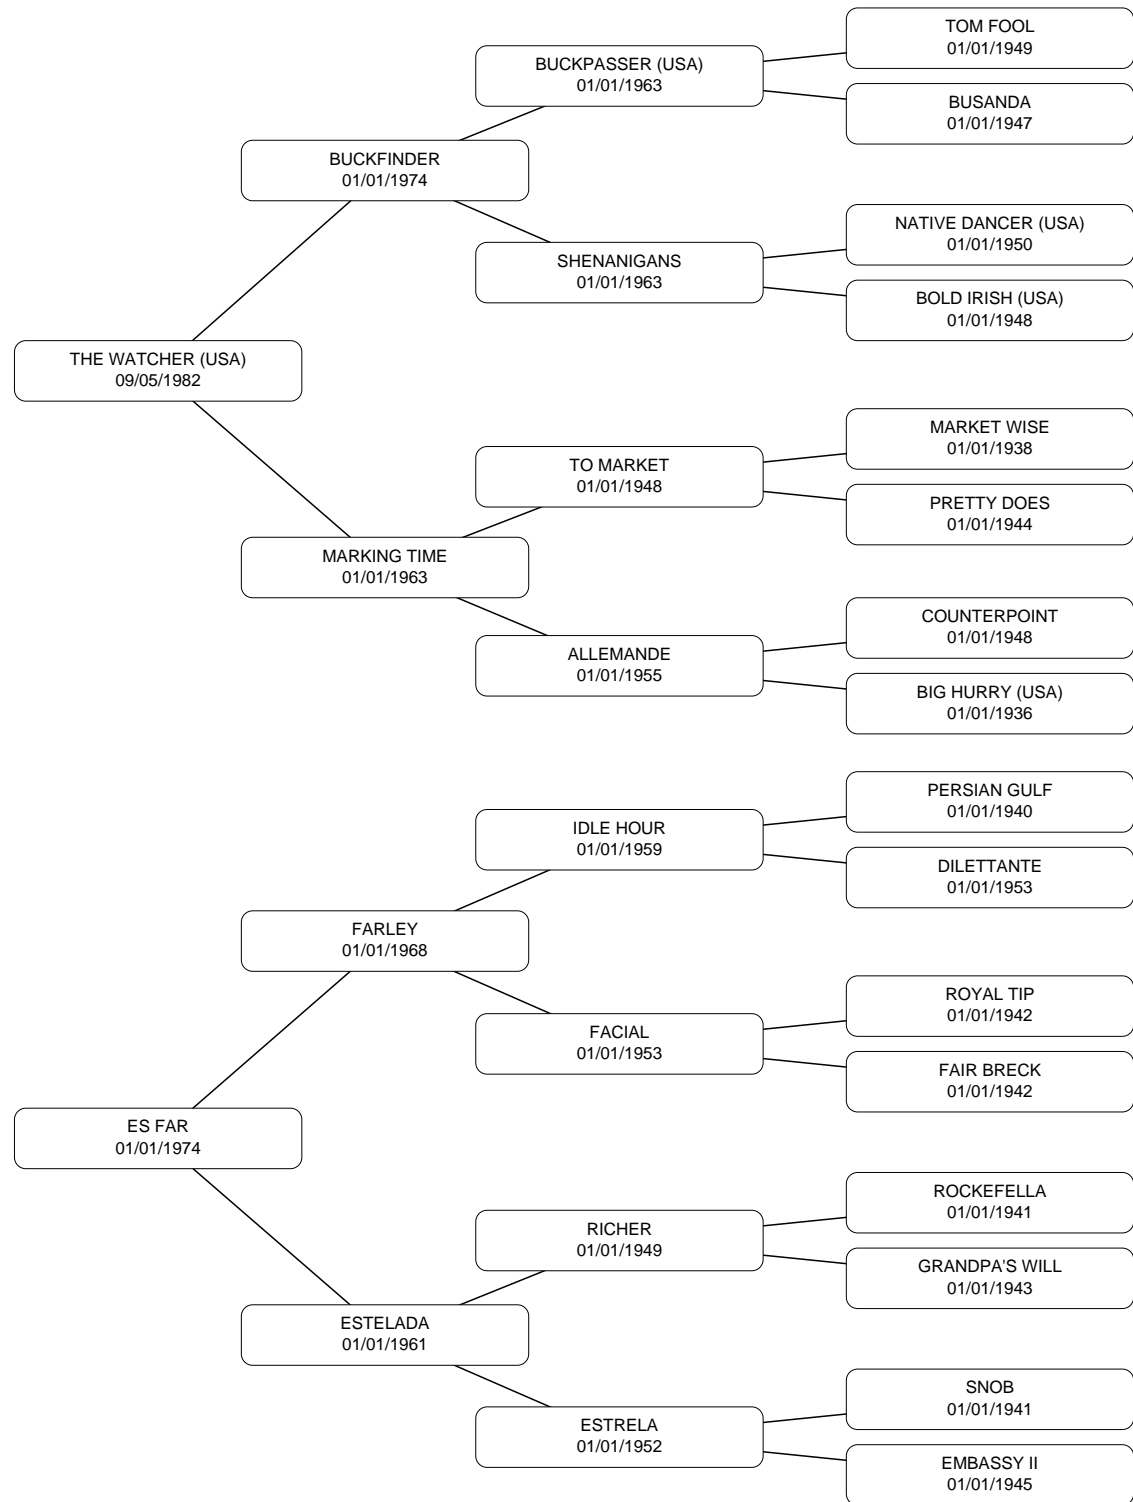 TOM FOOL
01/01/1949
BUCKPASSER (USA)
01/01/1963
BUSANDA
01/01/1947
BUCKFINDER
01/01/1974
NATIVE DANCER (USA)
01/01/1950
SHENANIGANS
01/01/1963
BOLD IRISH (USA)
01/01/1948
THE WATCHER (USA)
09/05/1982
MARKET WISE
01/01/1938
TO MARKET
01/01/1948
PRETTY DOES
01/01/1944
MARKING TIME
01/01/1963
COUNTERPOINT
01/01/1948
ALLEMANDE
01/01/1955
BIG HURRY (USA)
01/01/1936
PERSIAN GULF
01/01/1940
IDLE HOUR
01/01/1959
DILETTANTE
01/01/1953
FARLEY
01/01/1968
ROYAL TIP
01/01/1942
FACIAL
01/01/1953
FAIR BRECK
01/01/1942
ES FAR
01/01/1974
ROCKEFELLA
01/01/1941
RICHER
01/01/1949
GRANDPA'S WILL
01/01/1943
ESTELADA
01/01/1961
SNOB
01/01/1941
ESTRELA
01/01/1952
EMBASSY II
01/01/1945